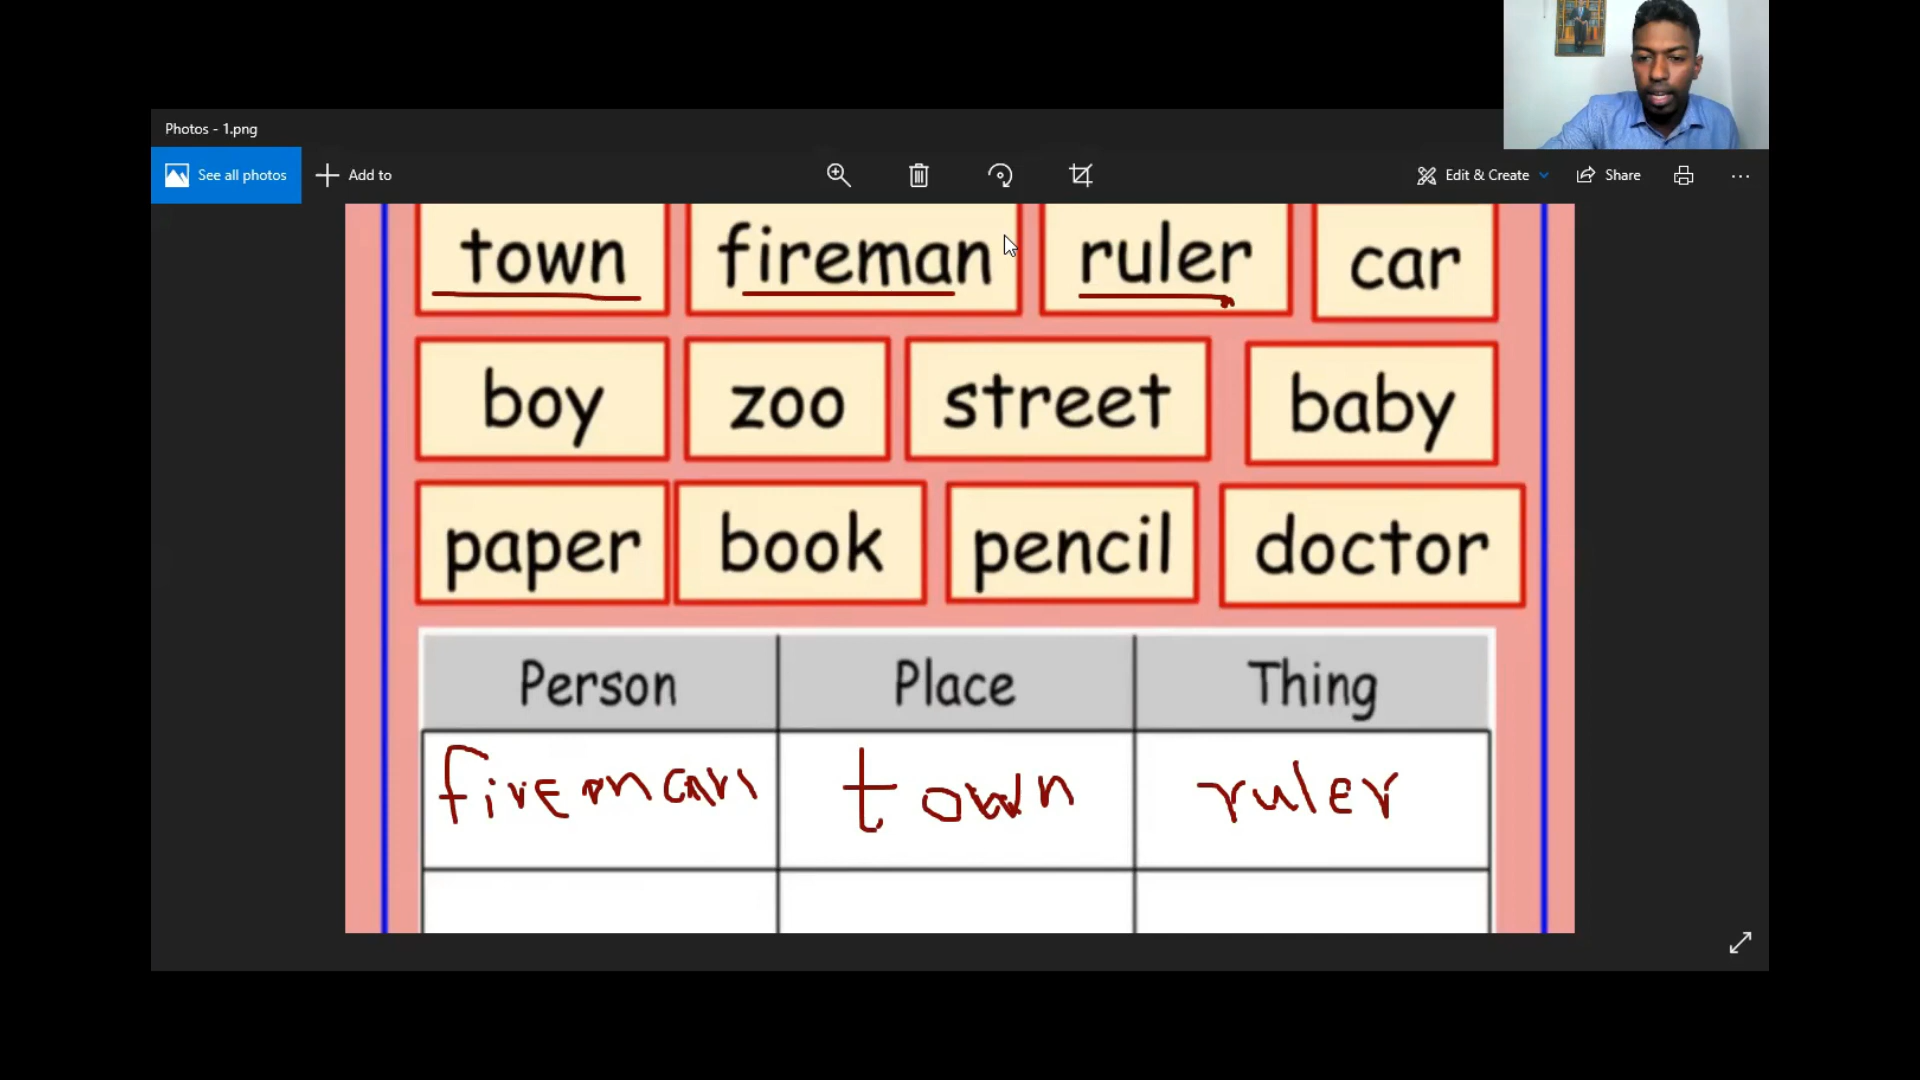 Photos - 1.png
See all photos Add to Edit & Create Share
town fireman ruler car
boy zoo street baby
paper book pencil doctor
Person Place Thing
fireman town ruler